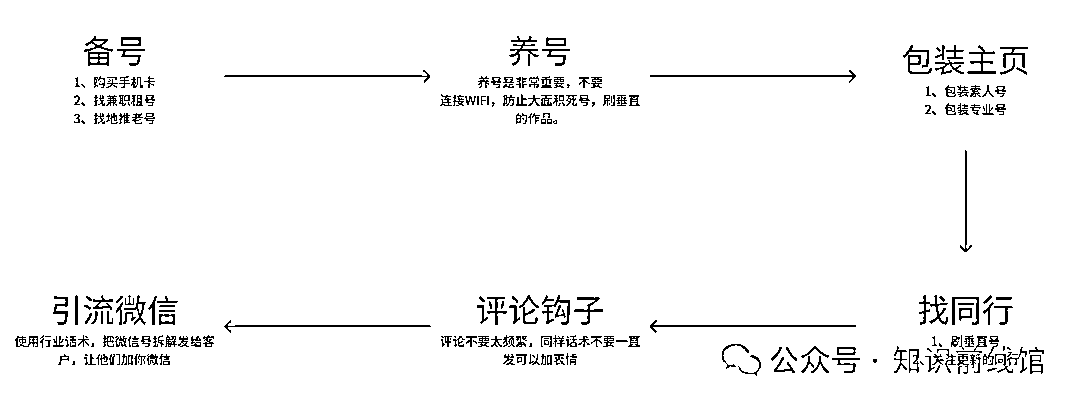 备号
1、购买手机卡
2、找兼职租号
3、找地推老号
养号
养号是非常重要，不要
连接WIFI，防止大面积死号，刷垂直
的作品。
包装主页
1、包装素人号
2、包装专业号
找同行
1、刷垂直号
的同行
评论钩子
评论不要太频繁，同样话术不要一直
发可以加表情
引流微信
使用行业话术，把微信号拆解发给客
户，让他们加你微信
公众号·知识前线馆